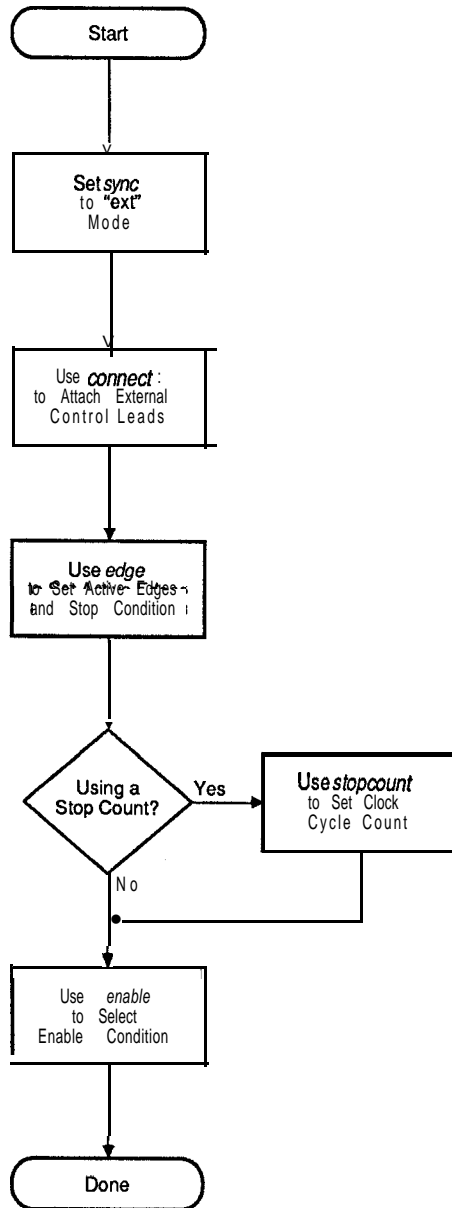 Start
Set sync
to "ext"
Mode
Use connect :
to Attach External
Control Leads
Use edge
to Set Active Edges
and Stop Condition
Using a
Stop Count?
Yes
Use stopcount
to Set Clock
Cycle Count
No
Use enable
to Select
Enable Condition
Done